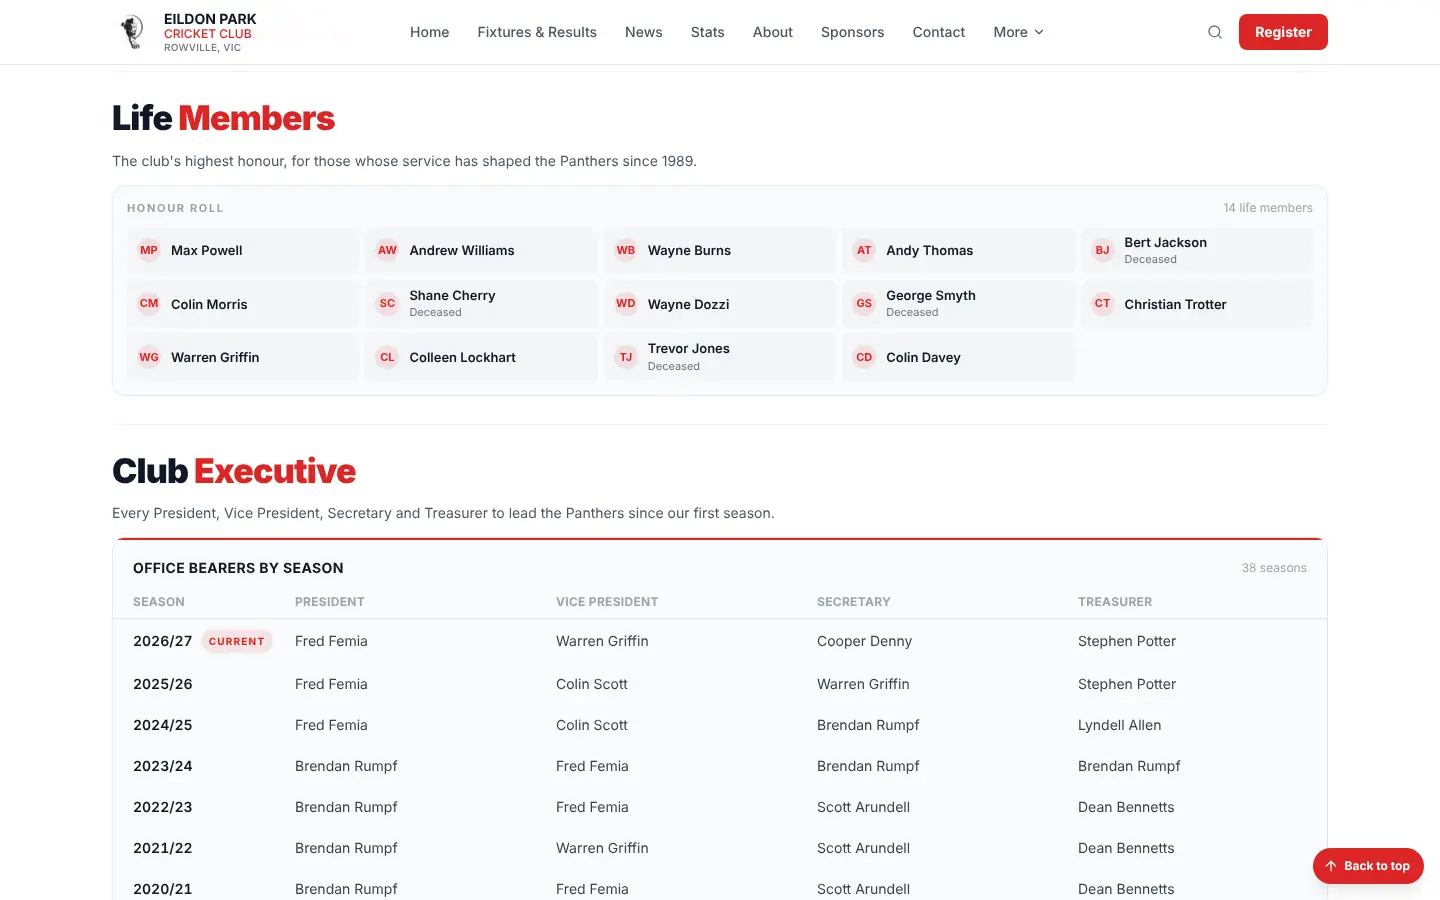 EILDON PARK
CRICKET CLUB
ROWVILLE, VIC
Home Fixtures & Results News Stats About Sponsors Contact More
Register
Life Members
The club's highest honour, for those whose service has shaped the Panthers since 1989.
HONOUR ROLL 14 life members
MP Max Powell
AW Andrew Williams
WB Wayne Burns
AT Andy Thomas
BJ Bert Jackson
Deceased
CM Colin Morris
SC Shane Cherry
Deceased
WD Wayne Dozzi
GS George Smyth
Deceased
CT Christian Trotter
WG Warren Griffin
CL Colleen Lockhart
TJ Trevor Jones
Deceased
CD Colin Davey
Club Executive
Every President, Vice President, Secretary and Treasurer to lead the Panthers since our first season.
OFFICE BEARERS BY SEASON 38 seasons
SEASON PRESIDENT VICE PRESIDENT SECRETARY TREASURER
2026/27 CURRENT Fred Femia Warren Griffin Cooper Denny Stephen Potter
2025/26 Fred Femia Colin Scott Warren Griffin Stephen Potter
2024/25 Fred Femia Colin Scott Brendan Rumpf Lyndell Allen
2023/24 Brendan Rumpf Fred Femia Brendan Rumpf Brendan Rumpf
2022/23 Brendan Rumpf Fred Femia Scott Arundell Dean Bennetts
2021/22 Brendan Rumpf Warren Griffin Scott Arundell Dean Bennetts
2020/21 Brendan Rumpf Fred Femia Scott Arundell Dean Bennetts
Back to top